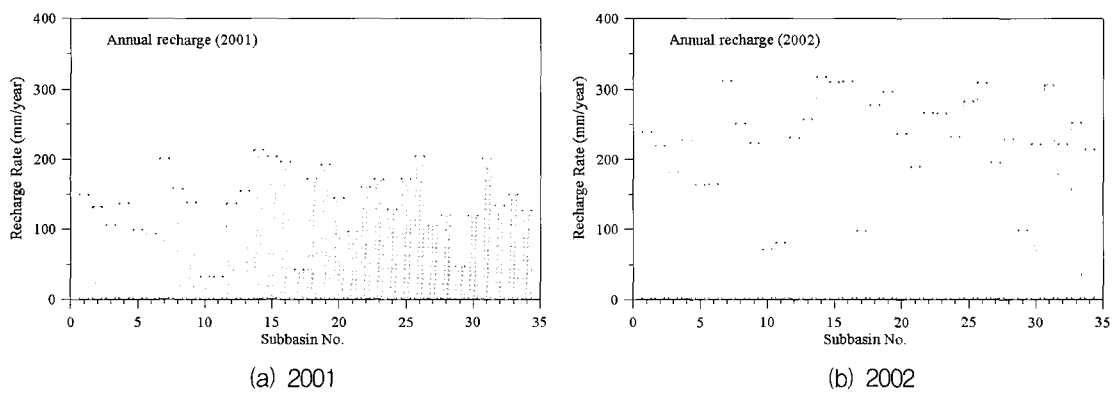 400
300
200
100
0
Recharge Rate (mm/year)
Annual recharge (2001)
0 5 10 15 20 25 30 35
Subbasin No.
(a) 2001
400
300
200
100
0
Recharge Rate (mm/year)
Annual recharge (2002)
0 5 10 15 20 25 30 35
Subbasin No.
(b) 2002